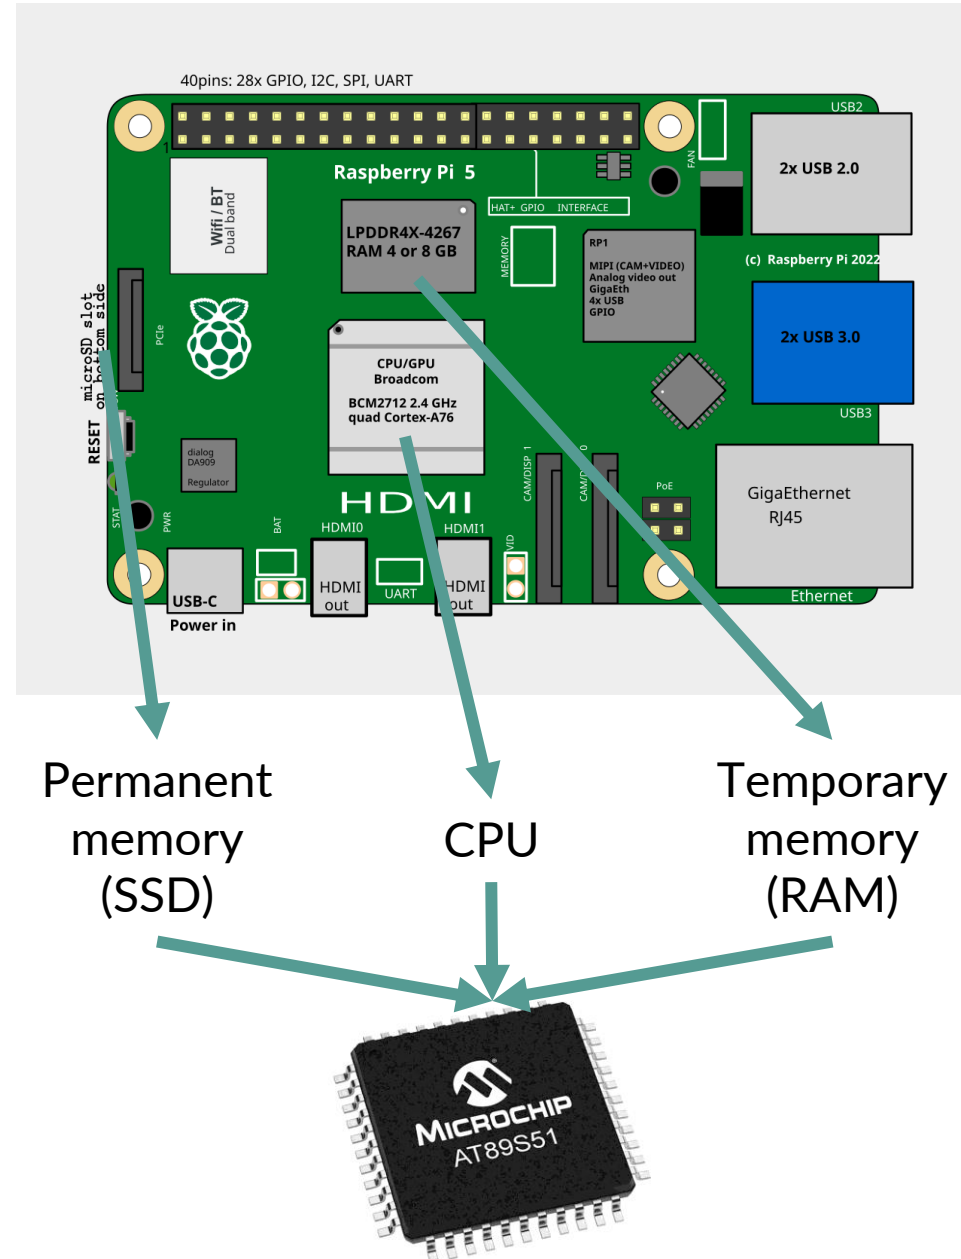 40pins: 28x GPIO, I2C, SPI, UART
USB2
1
Raspberry Pi 5
FAN
2x USB 2.0
Wifi / BT
Dual band
HAT+ GPIO INTERFACE
LPDDR4X-4267
RAM 4 or 8 GB
MEMORY
RP1
MIPI (CAM+VIDEO)
Analog video out
GigaEth
4x USB
GPIO
(c) Raspberry Pi 2022
microSD slot
on bottom side
PCIe
2x USB 3.0
CPU/GPU
Broadcom
BCM2712 2.4 GHz
quad Cortex-A76
USB3
RESET
dialog
DA909
Regulator
CAM/DISP 1
CAM/DISP 0
PoE
GigaEthernet
RJ45
HDMI
STAT
PWR
BAT
HDMI0
HDMI1
VID
HDMI
out
UART
HDMI
out
USB-C
Ethernet
Power in
Permanent
memory
(SSD)
CPU
Temporary
memory
(RAM)
MICROCHIP
AT89S51